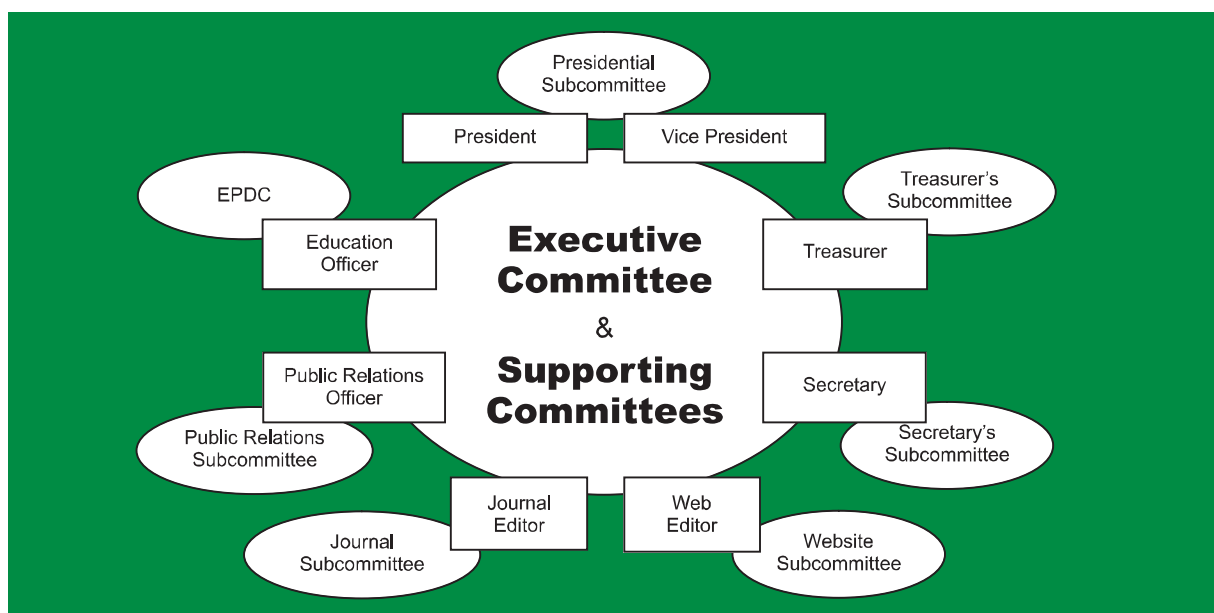 Presidential
Subcommittee
President
Vice President
EPDC
Treasurer's
Subcommittee
Education
Officer
Executive
Committee
&
Supporting
Committees
Treasurer
Public Relations
Officer
Secretary
Public Relations
Subcommittee
Secretary's
Subcommittee
Journal
Editor
Web
Editor
Journal
Subcommittee
Website
Subcommittee